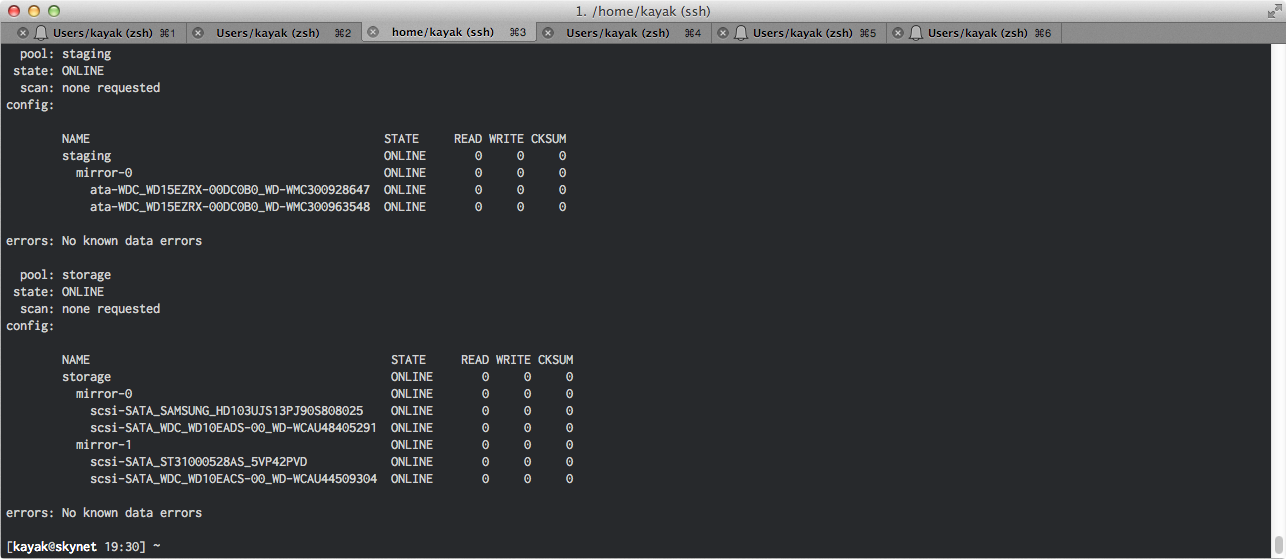 1. /home/kayak (ssh)
Users/kayak (zsh) ⌘1 Users/kayak (zsh) ⌘2 home/kayak (ssh) ⌘3 Users/kayak (zsh) ⌘4 Users/kayak (zsh) ⌘5 Users/kayak (zsh) ⌘6
pool: staging
state: ONLINE
scan: none requested
config:
NAME STATE READ WRITE CKSUM
staging ONLINE 0 0 0
mirror-0 ONLINE 0 0 0
ata-WDC_WD15EZRX-00DC0B0_WD-WMC300928647 ONLINE 0 0 0
ata-WDC_WD15EZRX-00DC0B0_WD-WMC300963548 ONLINE 0 0 0
errors: No known data errors
pool: storage
state: ONLINE
scan: none requested
config:
NAME STATE READ WRITE CKSUM
storage ONLINE 0 0 0
mirror-0 ONLINE 0 0 0
scsi-SATA_SAMSUNG_HD103UJS13PJ90S808025 ONLINE 0 0 0
scsi-SATA_WDC_WD10EADS-00_WD-WCAU48405291 ONLINE 0 0 0
mirror-1 ONLINE 0 0 0
scsi-SATA_ST31000528AS_5VP42PVD ONLINE 0 0 0
scsi-SATA_WDC_WD10EACS-00_WD-WCAU44509304 ONLINE 0 0 0
errors: No known data errors
[kayak@skynet 19:30] ~